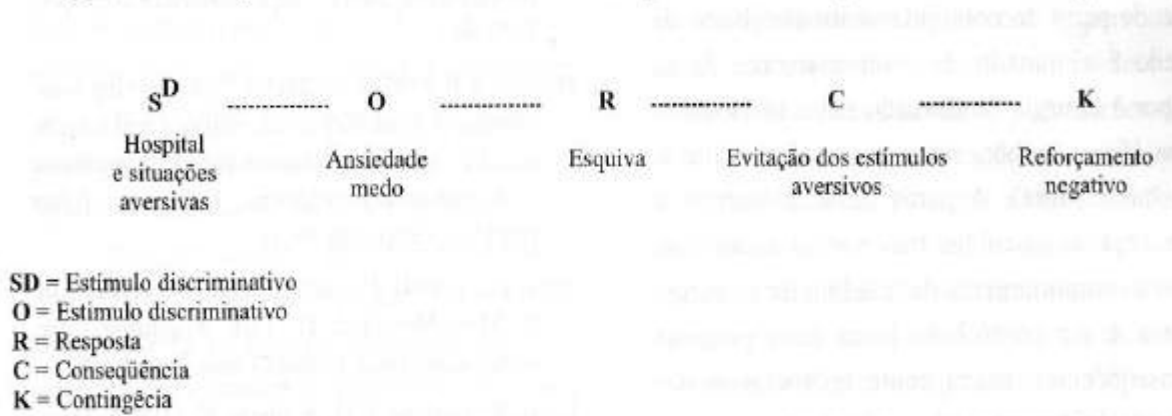 S^D ............ O ............ R ............ C ............ K
Hospital e situações aversivas
Ansiedade medo
Esquiva
Evitação dos estímulos aversivos
Reforçamento negativo
SD = Estímulo discriminativo
O = Estímulo discriminativo
R = Resposta
C = Conseqüência
K = Contingêcia